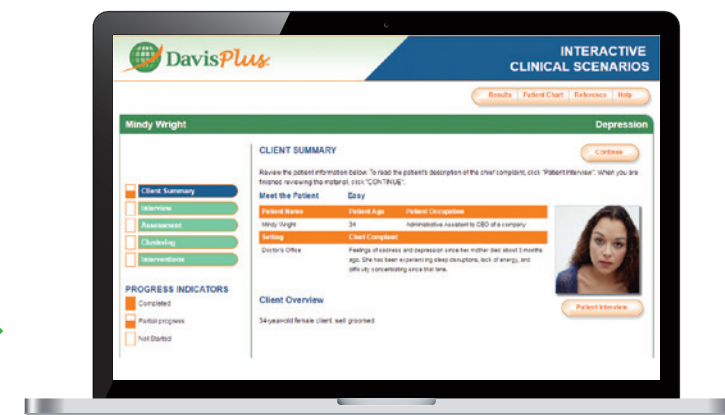 DavisPlus
INTERACTIVE
CLINICAL SCENARIOS
Results Patient Chart Reference Help
Mindy Wright
Depression
CLIENT SUMMARY
Continue
Review the patient information below. To read the patient's description of the chief complaint, click "Patient Interview". When you are
finished reviewing the material, click "CONTINUE".
Client Summary
Interview
Assessment
Clustering
Interventions
Meet the Patient Easy
Patient Name Patient Age Patient Occupation
Mindy Wright 34 Administrative assistant to CEO of a company
Setting Chief Complaint
Doctor's Office Feelings of sadness and depression since her mother died about 3 months
ago. She has been experiencing sleep disruptions, lack of energy, and
difficulty concentrating since that time.
Patient Interview
PROGRESS INDICATORS
Completed
Partial progress
Not Started
Client Overview
34-year-old female client, well groomed